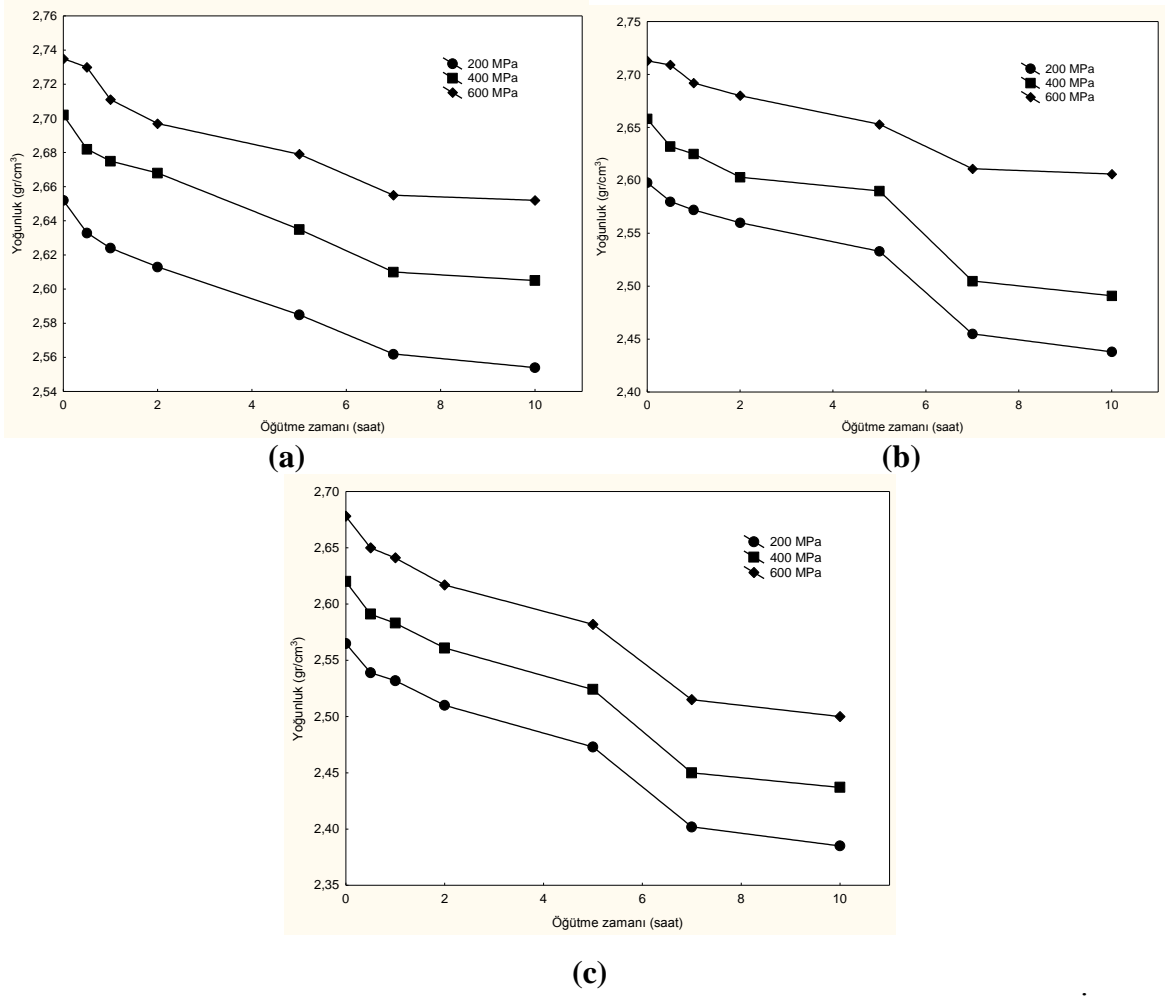 2,76
2,74
2,72
2,70
2,68
2,66
2,64
2,62
2,60
2,58
2,56
2,54
Yoğunluk (gr/cm³)
200 MPa
400 MPa
600 MPa
0 2 4 6 8 10
Öğütme zamanı (saat)
(a)
2,75
2,70
2,65
2,60
2,55
2,50
2,45
2,40
Yoğunluk (gr/cm³)
200 MPa
400 MPa
600 MPa
0 2 4 6 8 10
Öğütme zamanı (saat)
(b)
2,70
2,65
2,60
2,55
2,50
2,45
2,40
2,35
Yoğunluk (gr/cm³)
200 MPa
400 MPa
600 MPa
0 2 4 6 8 10
Öğütme zamanı (saat)
(c)